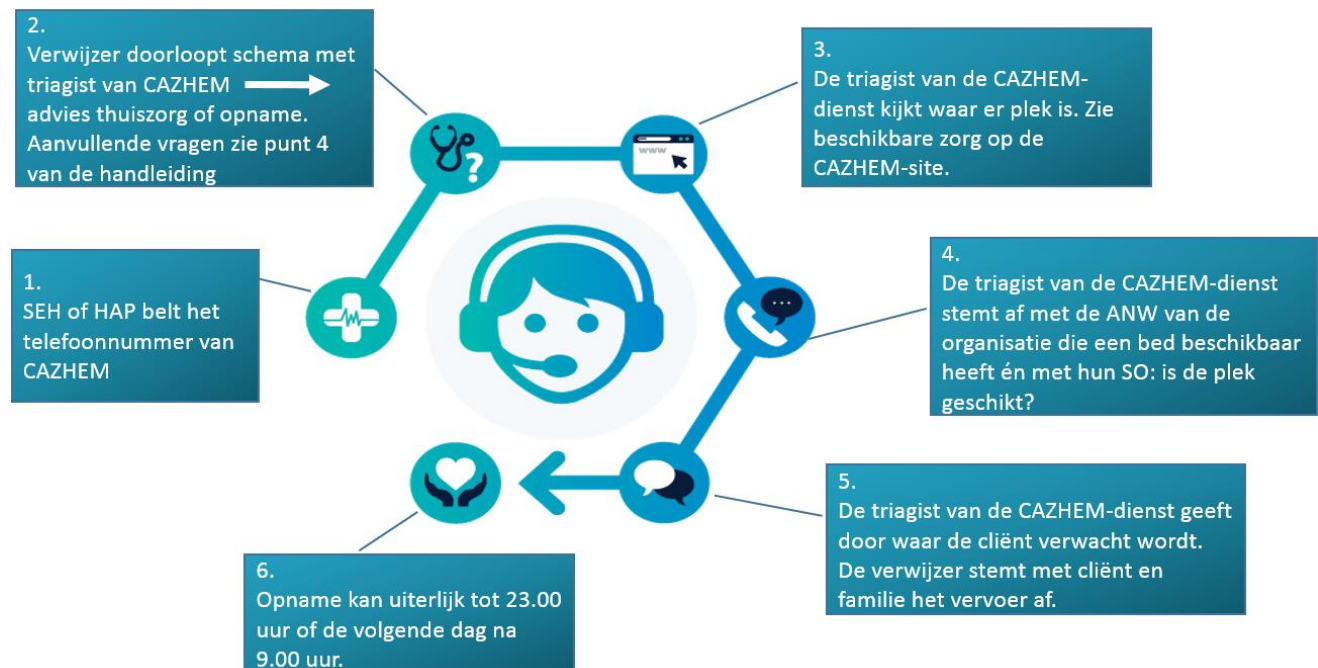 1.
SEH of HAP belt het
telefoonnummer van
CAZHEM
2.
Verwijzer doorloopt schema met
triagist van CAZHEM
advies thuiszorg of opname.
Aanvullende vragen zie punt 4
van de handleiding
?
www
3.
De triagist van de CAZHEM-
dienst kijkt waar er plek is. Zie
beschikbare zorg op de
CAZHEM-site.
4.
De triagist van de CAZHEM-dienst
stemt af met de ANW van de
organisatie die een bed beschikbaar
heeft én met hun SO: is de plek
geschikt?
5.
De triagist van de CAZHEM-dienst geeft
door waar de cliënt verwacht wordt.
De verwijzer stemt met cliënt en
familie het vervoer af.
6.
Opname kan uiterlijk tot 23.00
uur of de volgende dag na
9.00 uur.